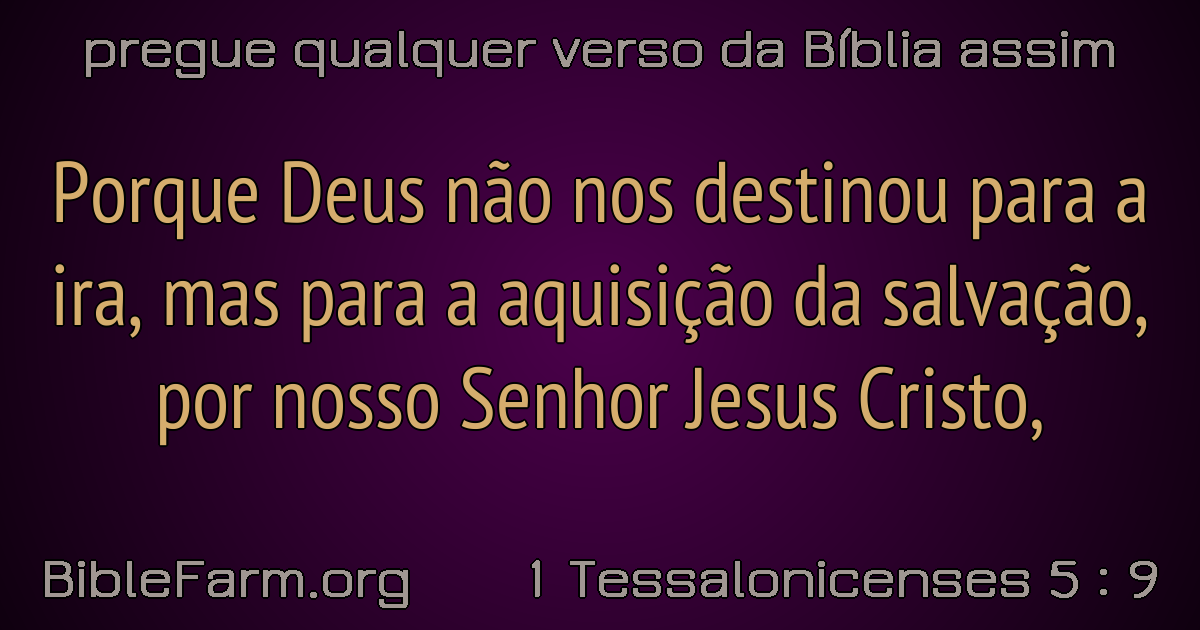 pregue qualquer verso da Bíblia assim
Porque Deus não nos destinou para a
ira, mas para a aquisição da salvação,
por nosso Senhor Jesus Cristo,
BibleFarm.org 1 Tessalonicenses 5 : 9